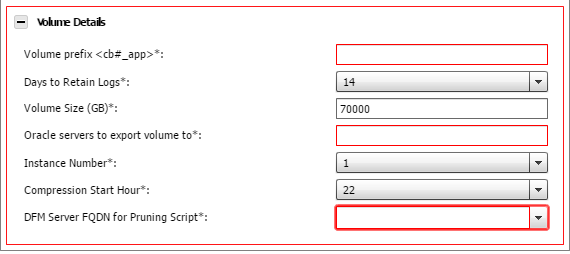 Volume Details
Volume prefix <cb#_app>*:
Days to Retain Logs*: 14
Volume Size (GB)*: 70000
Oracle servers to export volume to*:
Instance Number*: 1
Compression Start Hour*: 22
DFM Server FQDN for Pruning Script*: